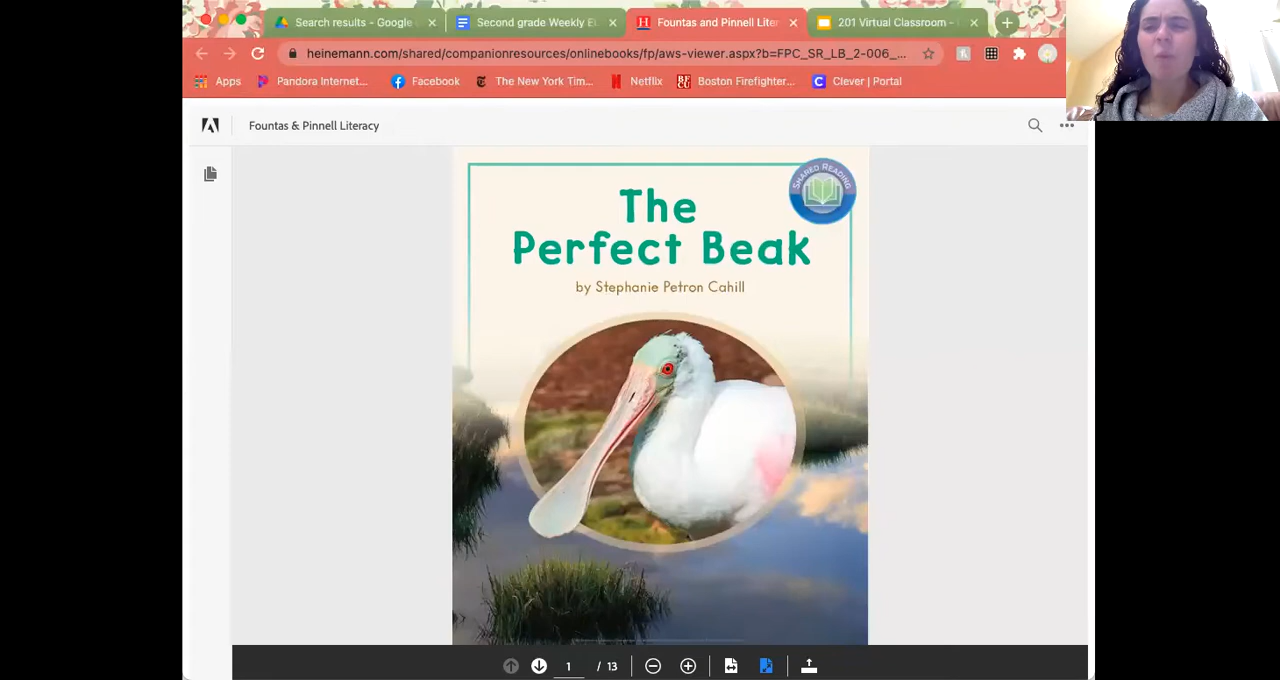 Search results - Google
Second grade Weekly E
Fountas and Pinnell Liter
201 Virtual Classroom -
heinemann.com/shared/companionresources/onlinebooks/fp/aws-viewer.aspx?b=FPC_SR_LB_2-006_...
Apps
Pandora Internet...
Facebook
The New York Tim...
Netflix
Boston Firefighter...
Clever | Portal
Fountas & Pinnell Literacy
SHARED READING
The
Perfect Beak
by Stephanie Petron Cahill
1 / 13